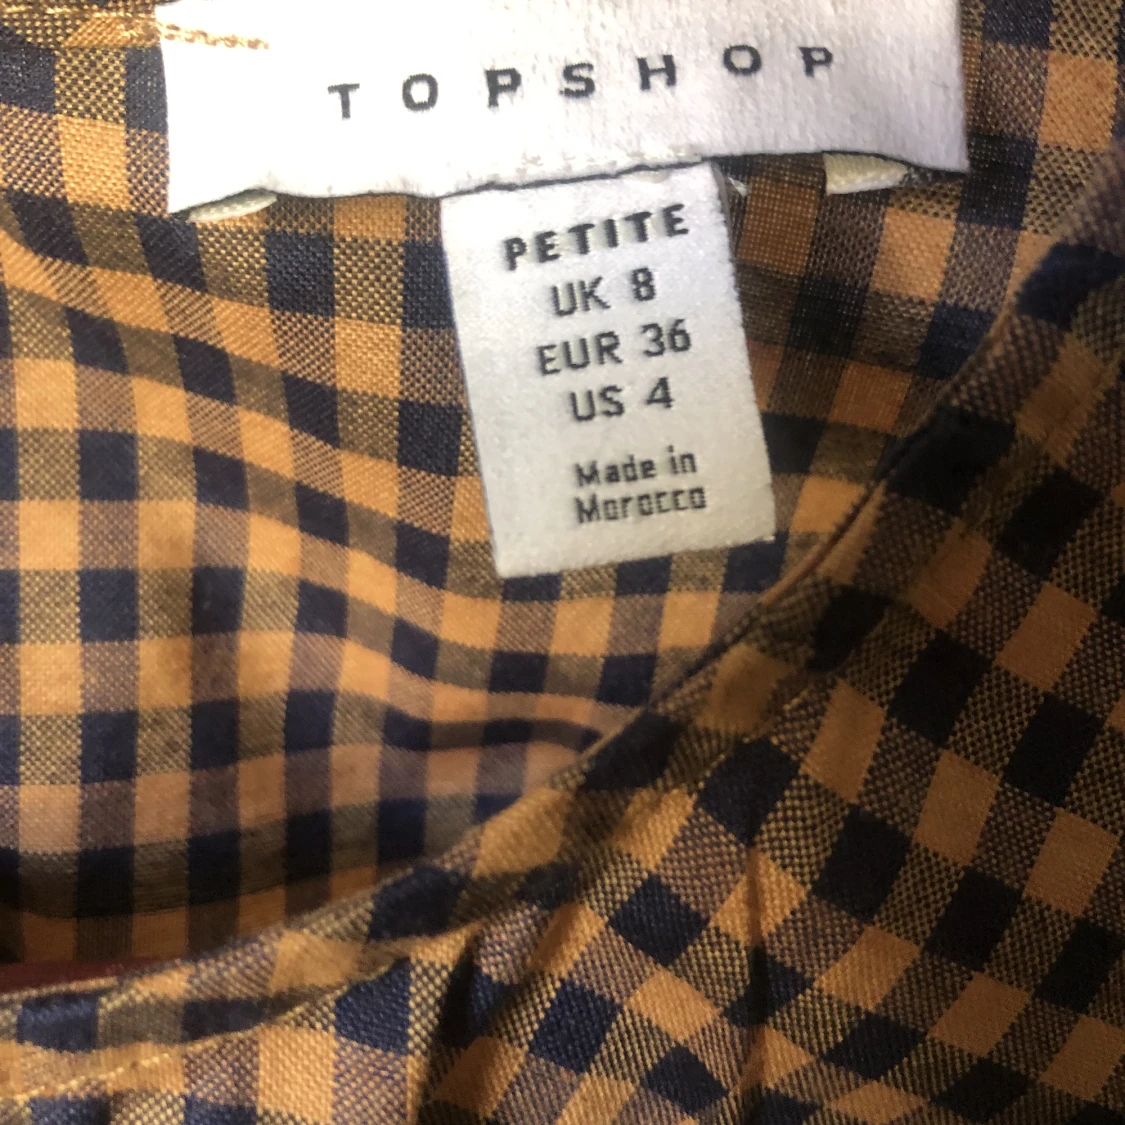 TOPSHOP
PETITE
UK 8
EUR 36
US 4
Made in
Morocco